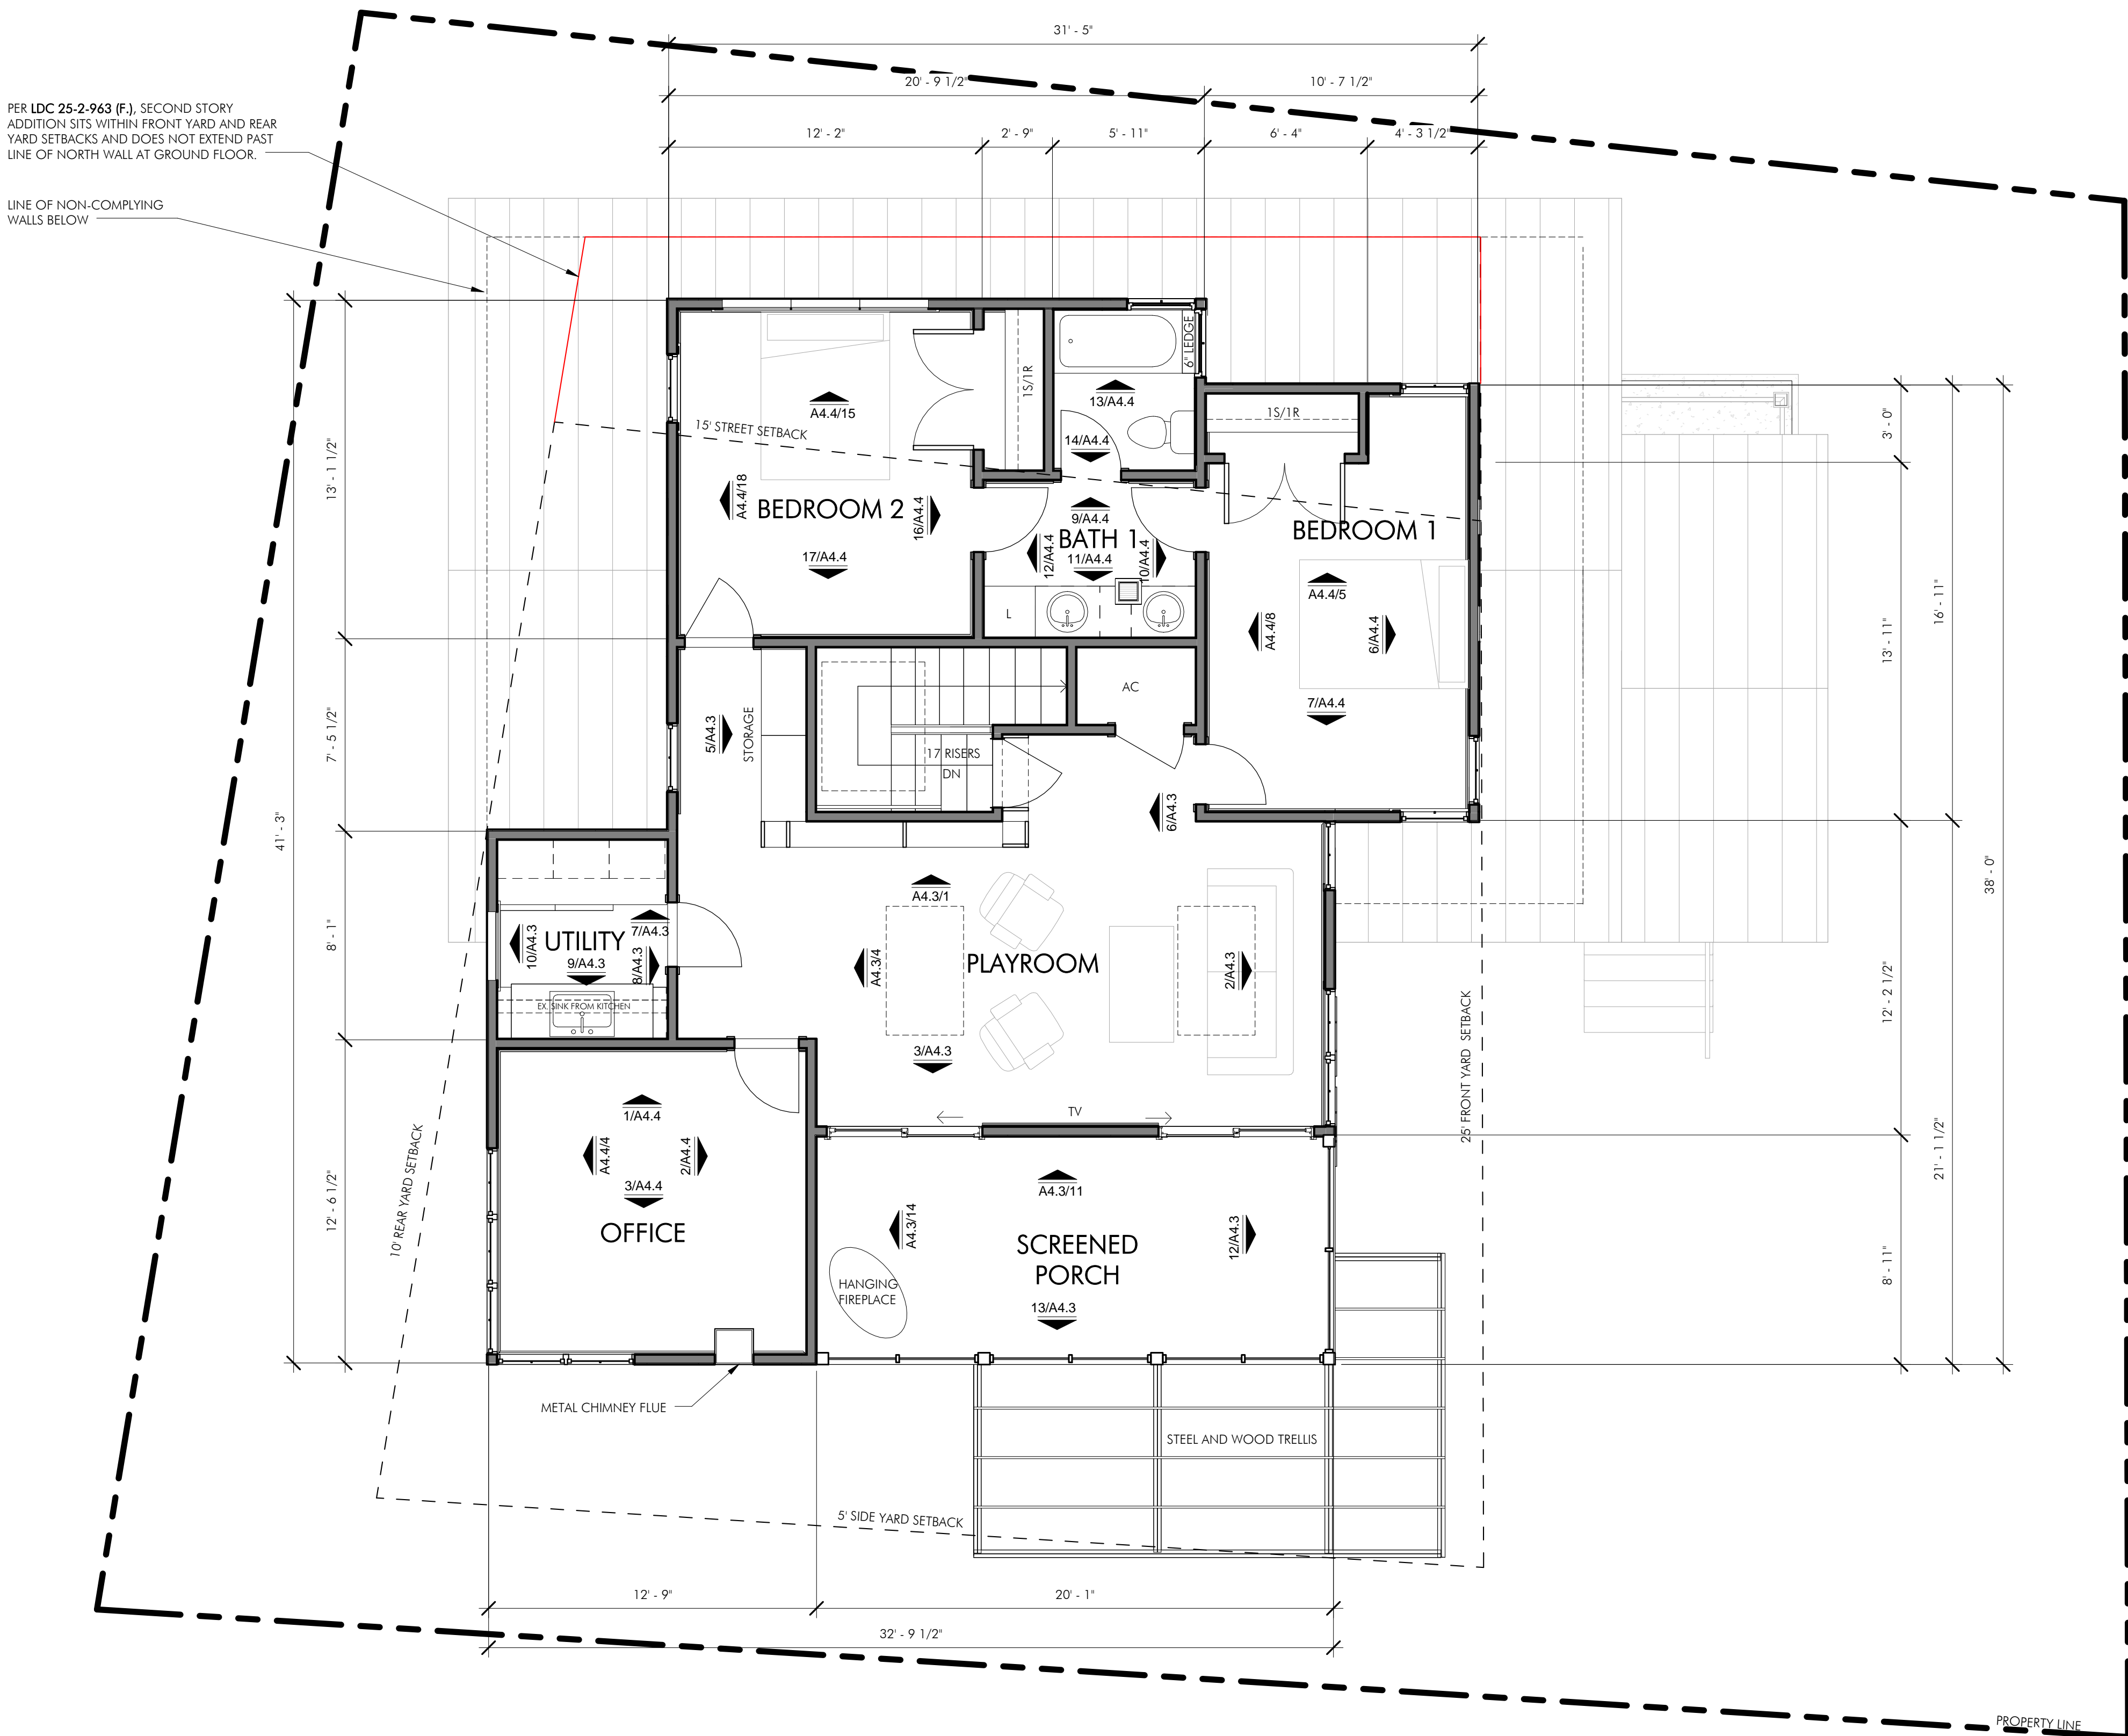 31' - 5"
20' - 9 1/2"
10' - 7 1/2"
12' - 2"
2' - 9"
5' - 11"
6' - 4"
4' - 3 1/2"
PER LDC 25-2-963 (F.), SECOND STORY
ADDITION SITS WITHIN FRONT YARD AND REAR
YARD SETBACKS AND DOES NOT EXTEND PAST
LINE OF NORTH WALL AT GROUND FLOOR.
LINE OF NON-COMPLYING
WALLS BELOW
41' - 3"
13' - 1 1/2"
7' - 5 1/2"
8' - 1"
12' - 6 1/2"
A4.4/15
15' STREET SETBACK
A4.4/18
BEDROOM 2
16/A4.4
17/A4.4
1S/1R
6" LEDGE
13/A4.4
14/A4.4
9/A4.4
BATH 1
12/A4.4
11/A4.4
10/A4.4
L
1S/1R
BEDROOM 1
A4.4/5
A4.4/8
6/A4.4
7/A4.4
5/A4.3
STORAGE
17 RISERS
DN
AC
6/A4.3
7/A4.3
UTILITY
10/A4.3
9/A4.3
8/A4.3
EX. SINK FROM KITCHEN
A4.3/1
A4.3/4
PLAYROOM
2/A4.3
3/A4.3
TV
1/A4.4
A4.4/4
2/A4.4
3/A4.4
OFFICE
A4.3/11
A4.3/14
12/A4.3
SCREENED
PORCH
13/A4.3
HANGING
FIREPLACE
METAL CHIMNEY FLUE
STEEL AND WOOD TRELLIS
10' REAR YARD SETBACK
5' SIDE YARD SETBACK
25' FRONT YARD SETBACK
3' - 0"
13' - 11"
16' - 11"
12' - 2 1/2"
8' - 11"
21' - 1 1/2"
38' - 0"
12' - 9"
20' - 1"
32' - 9 1/2"
PROPERTY LINE